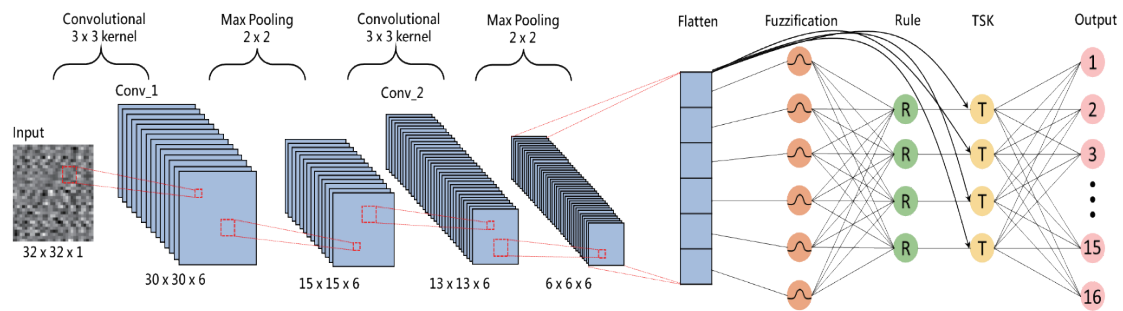 Convolutional
3 x 3 kernel
Max Pooling
2 x 2
Convolutional
3 x 3 kernel
Max Pooling
2 x 2
Flatten
Fuzzification
Rule
TSK
Output
Conv_1
Conv_2
Input
32 x 32 x 1
30 x 30 x 6
15 x 15 x 6
13 x 13 x 6
6 x 6 x 6
R
R
R
R
T
T
T
T
1
2
3
15
16